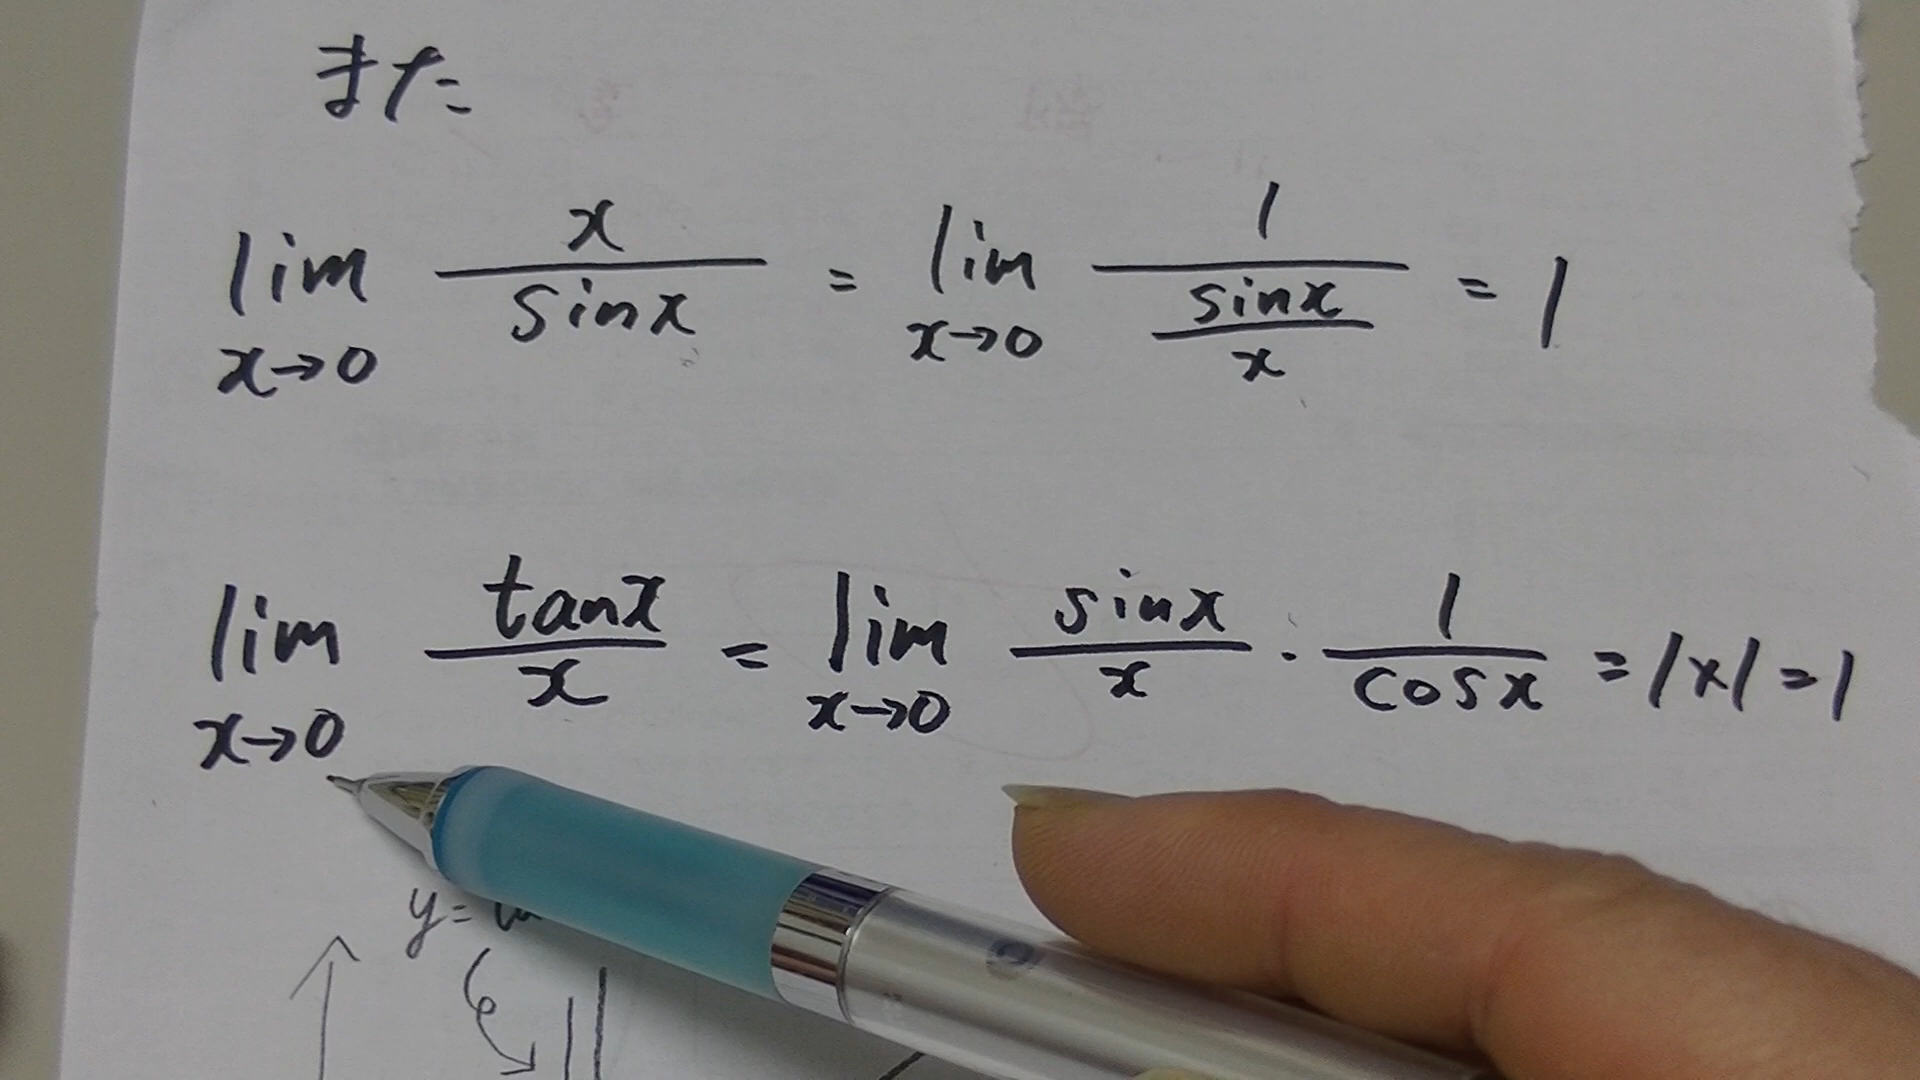 また
lim x→0 x/sinx = lim x→0 1/(sinx/x) = 1
lim x→0 tanx/x = lim x→0 sinx/x · 1/cosx = 1×1 = 1
y=